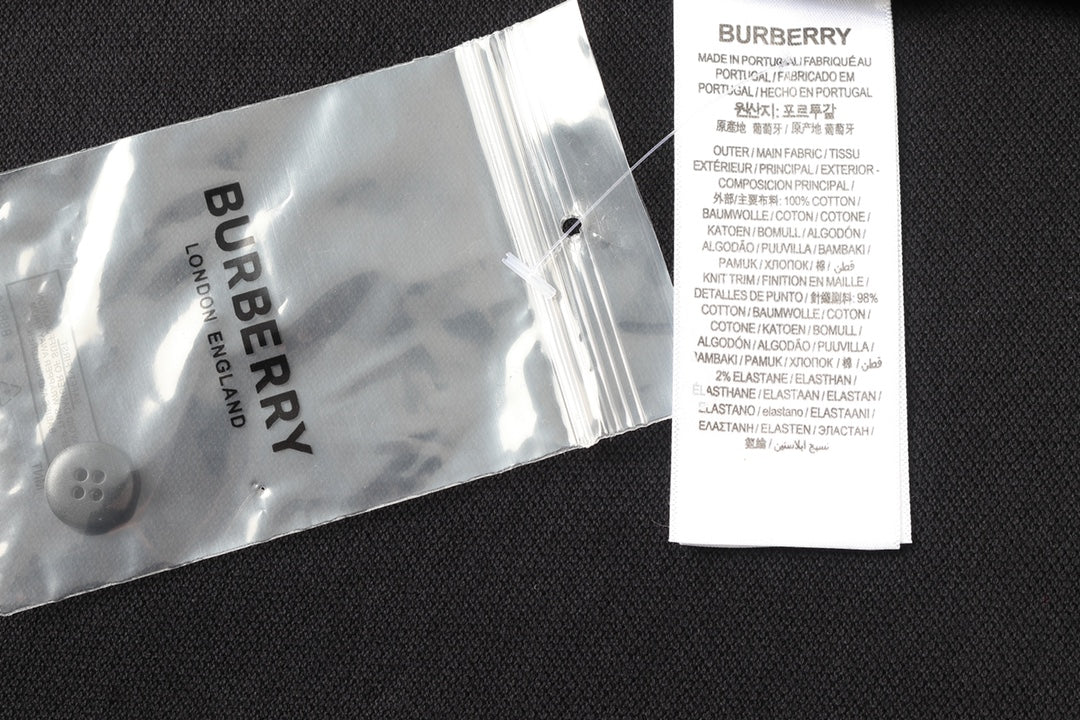 BURBERRY
LONDON ENGLAND
BURBERRY
MADE IN PORTUGAL/FABRIQUÉ AU
PORTUGAL/FABRICADO EM
PORTUGAL/HECHO EN PORTUGAL
원산지: 포르투갈
原產地 葡萄牙 / 原产地 葡萄牙
OUTER / MAIN FABRIC / TISSU
EXTÉRIEUR / PRINCIPAL / EXTERIOR -
COMPOSICION PRINCIPAL /
外部/主要布料: 100% COTTON /
BAUMWOLLE / COTON / COTONE /
KATOEN / BOMULL / ALGODÓN /
ALGODÃO / PUUVILLA / BAMBAKI /
PAMUK / ХЛОПОК / 棉 / قطن
KNIT TRIM / FINITION EN MAILLE /
DETALLES DE PUNTO / 針織副料: 98%
COTTON / BAUMWOLLE / COTON /
COTONE / KATOEN / BOMULL /
ALGODÓN / ALGODÃO / PUUVILLA /
BAMBAKI / PAMUK / ХЛОПОК / 棉 / قطن /
2% ELASTANE / ELASTHAN /
ÉLASTHANE / ELASTAAN / ELASTAN /
ELASTANO / elastano / ELASTAANI /
ΕΛΑΣΤΑΝΗ / ELASTEN / ЭЛАСТАН /
氨綸 / نسيج ايلاستين